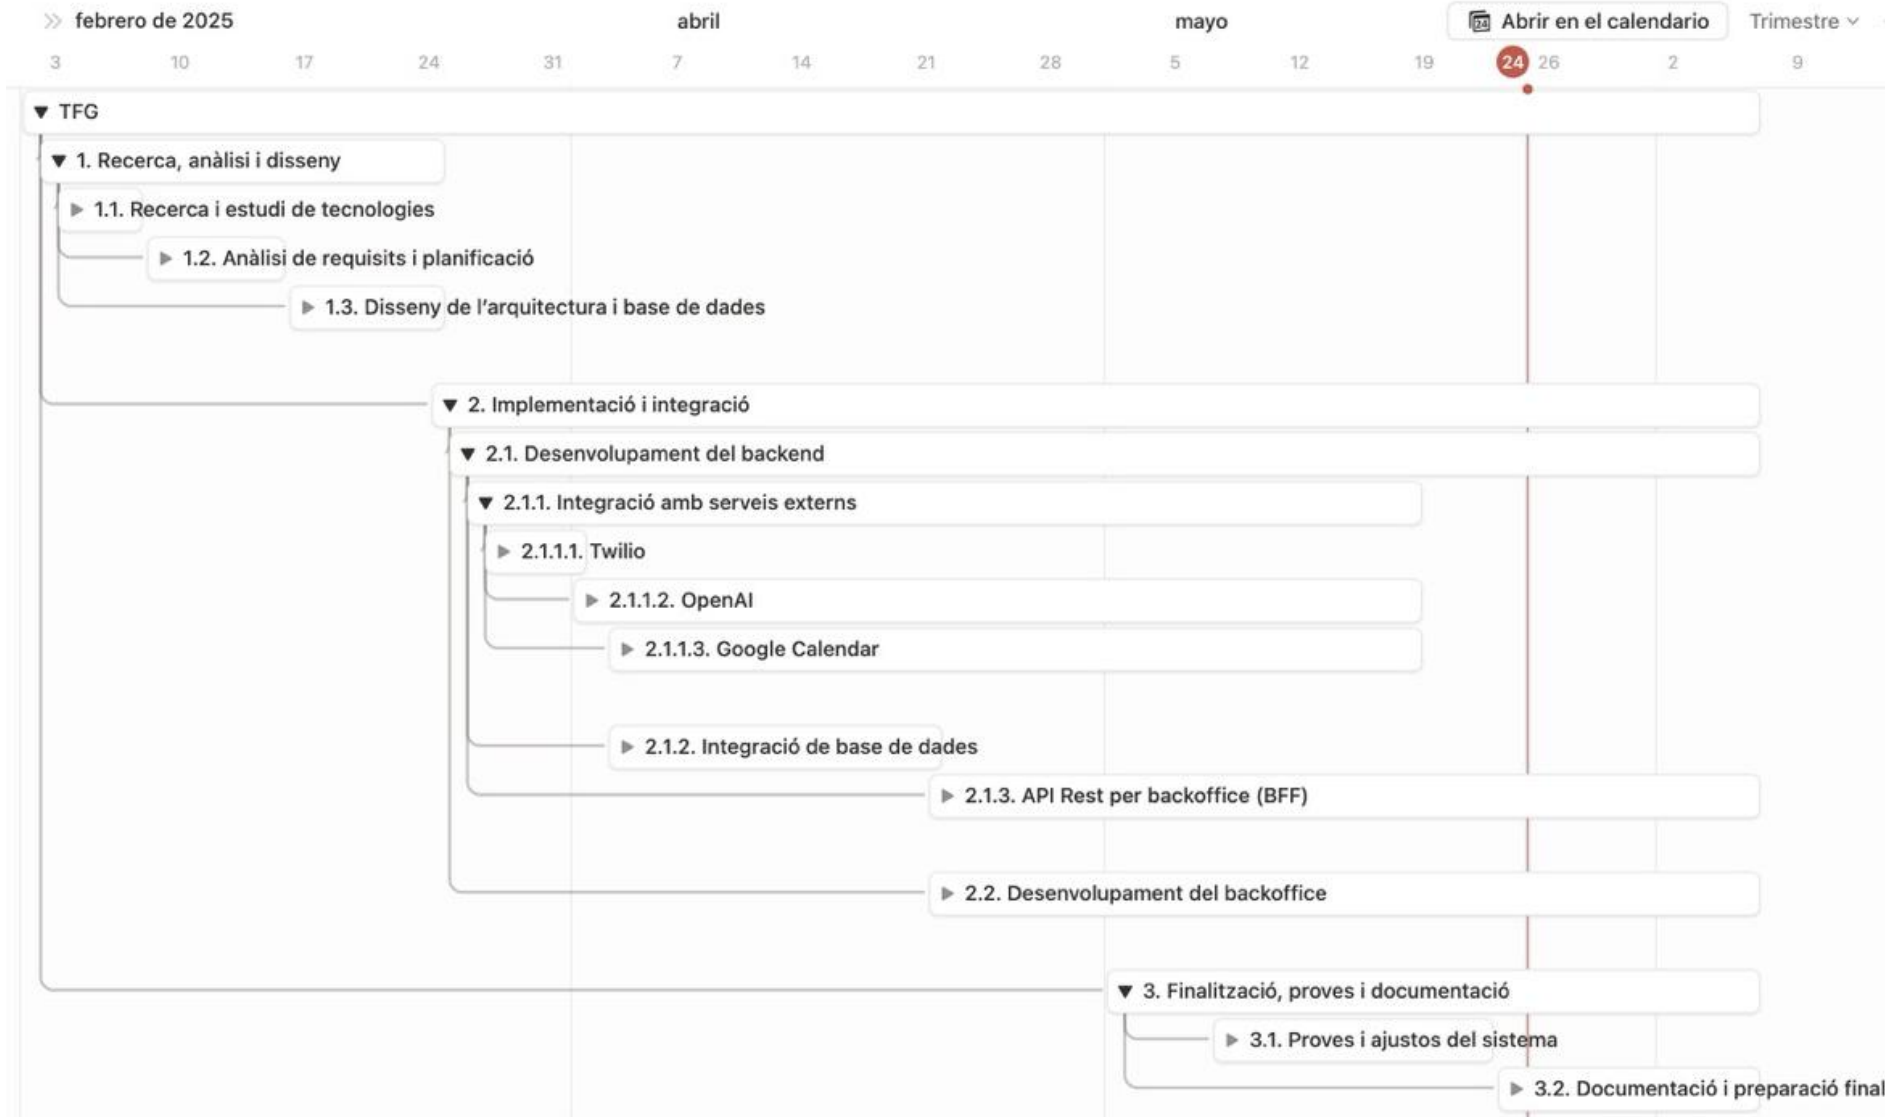 febrero de 2025 abril mayo 24 Abrir en el calendario Trimestre
3 10 17 24 31 7 14 21 28 5 12 19 24 26 2 9
TFG
1. Recerca, anàlisi i disseny
1.1. Recerca i estudi de tecnologies
1.2. Anàlisi de requisits i planificació
1.3. Disseny de l'arquitectura i base de dades
2. Implementació i integració
2.1. Desenvolupament del backend
2.1.1. Integració amb serveis externs
2.1.1.1. Twilio
2.1.1.2. OpenAI
2.1.1.3. Google Calendar
2.1.2. Integració de base de dades
2.1.3. API Rest per backoffice (BFF)
2.2. Desenvolupament del backoffice
3. Finalització, proves i documentació
3.1. Proves i ajustos del sistema
3.2. Documentació i preparació final